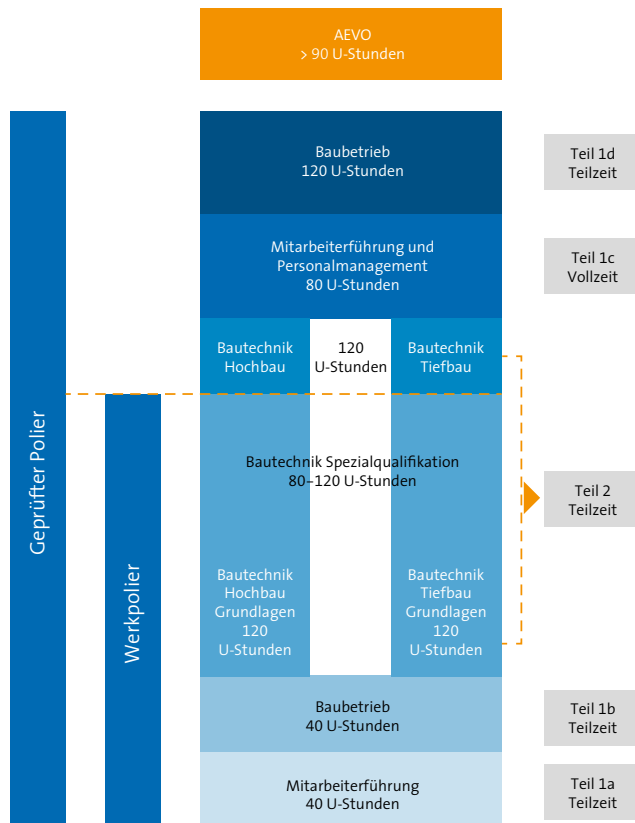 AEVO
> 90 U-Stunden
Baubetrieb
120 U-Stunden
Teil 1d
Teilzeit
Mitarbeiterführung und
Personalmanagement
80 U-Stunden
Teil 1c
Vollzeit
Bautechnik
Hochbau
120
U-Stunden
Bautechnik
Tiefbau
Geprüfter Polier
Werkpolier
Bautechnik Spezialqualifikation
80–120 U-Stunden
Teil 2
Teilzeit
Bautechnik
Hochbau
Grundlagen
120
U-Stunden
Bautechnik
Tiefbau
Grundlagen
120
U-Stunden
Baubetrieb
40 U-Stunden
Teil 1b
Teilzeit
Mitarbeiterführung
40 U-Stunden
Teil 1a
Teilzeit